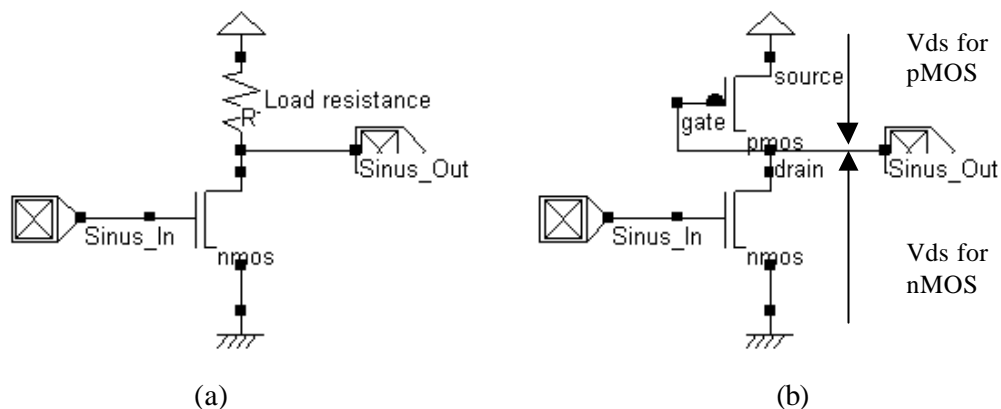 Load resistance
R
Sinus_Out
Sinus_In
nmos
(a)
Vds for
pMOS
source
gate
pmos
drain
Sinus_Out
Sinus_In
nmos
Vds for
nMOS
(b)